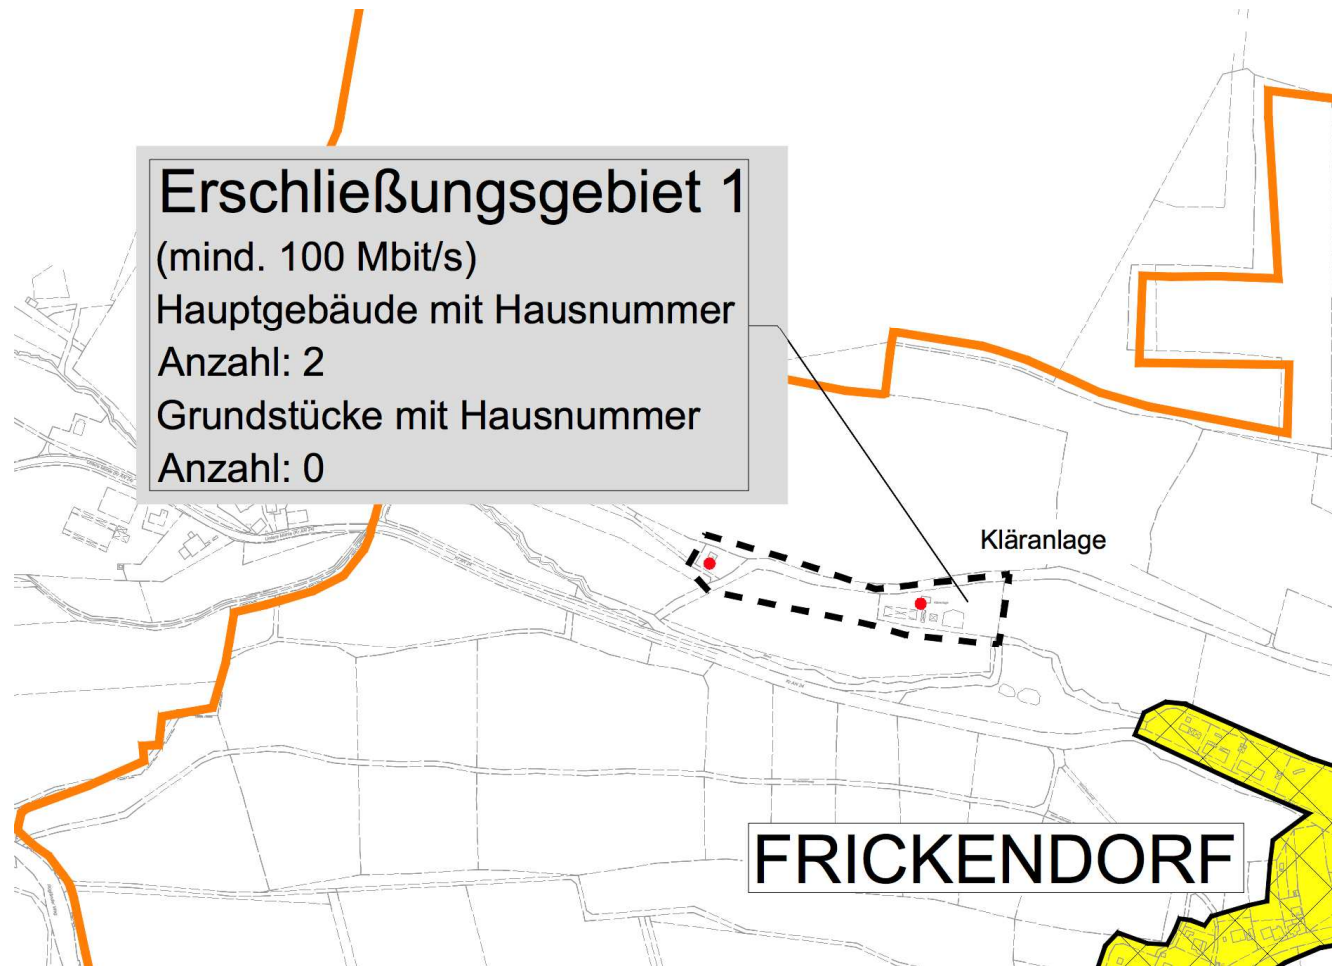 Erschließungsgebiet 1
(mind. 100 Mbit/s)
Hauptgebäude mit Hausnummer
Anzahl: 2
Grundstücke mit Hausnummer
Anzahl: 0
Kläranlage
FRICKENDORF